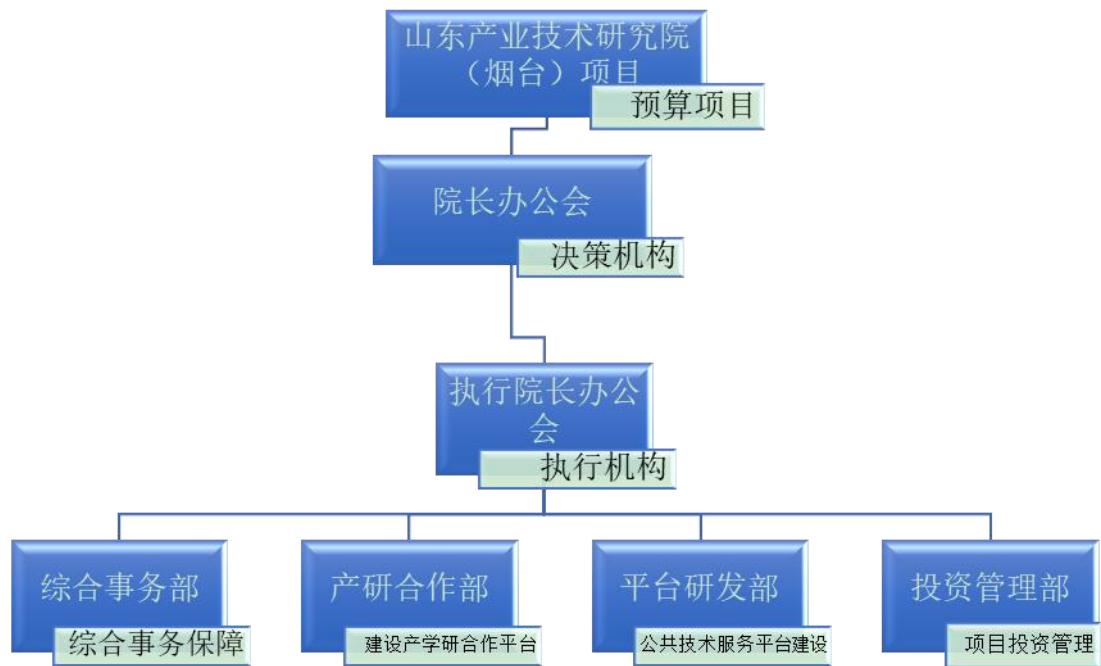 山东产业技术研究院
（烟台）项目
预算项目
院长办公会
决策机构
执行院长办公
会
执行机构
综合事务部
综合事务保障
产研合作部
建设产学研合作平台
平台研发部
公共技术服务平台建设
投资管理部
项目投资管理